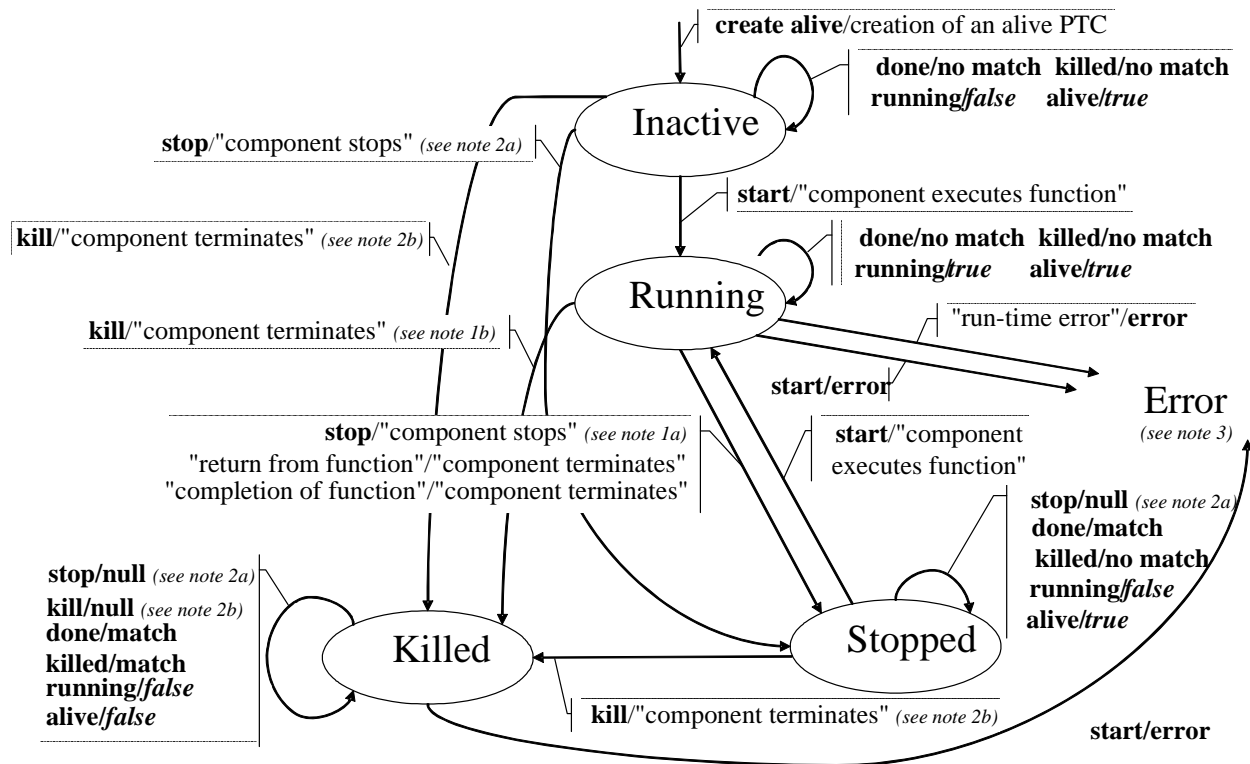 create alive/creation of an alive PTC
done/no match killed/no match
running/false alive/true
Inactive
stop/"component stops" (see note 2a)
start/"component executes function"
kill/"component terminates" (see note 2b)
done/no match killed/no match
running/true alive/true
Running
"run-time error"/error
kill/"component terminates" (see note 1b)
start/error
Error
(see note 3)
stop/"component stops" (see note 1a)
"return from function"/"component terminates"
"completion of function"/"component terminates"
start/"component
executes function"
stop/null (see note 2a)
done/match
killed/no match
running/false
alive/true
stop/null (see note 2a)
kill/null (see note 2b)
done/match
killed/match
running/false
alive/false
Killed
Stopped
kill/"component terminates" (see note 2b)
start/error